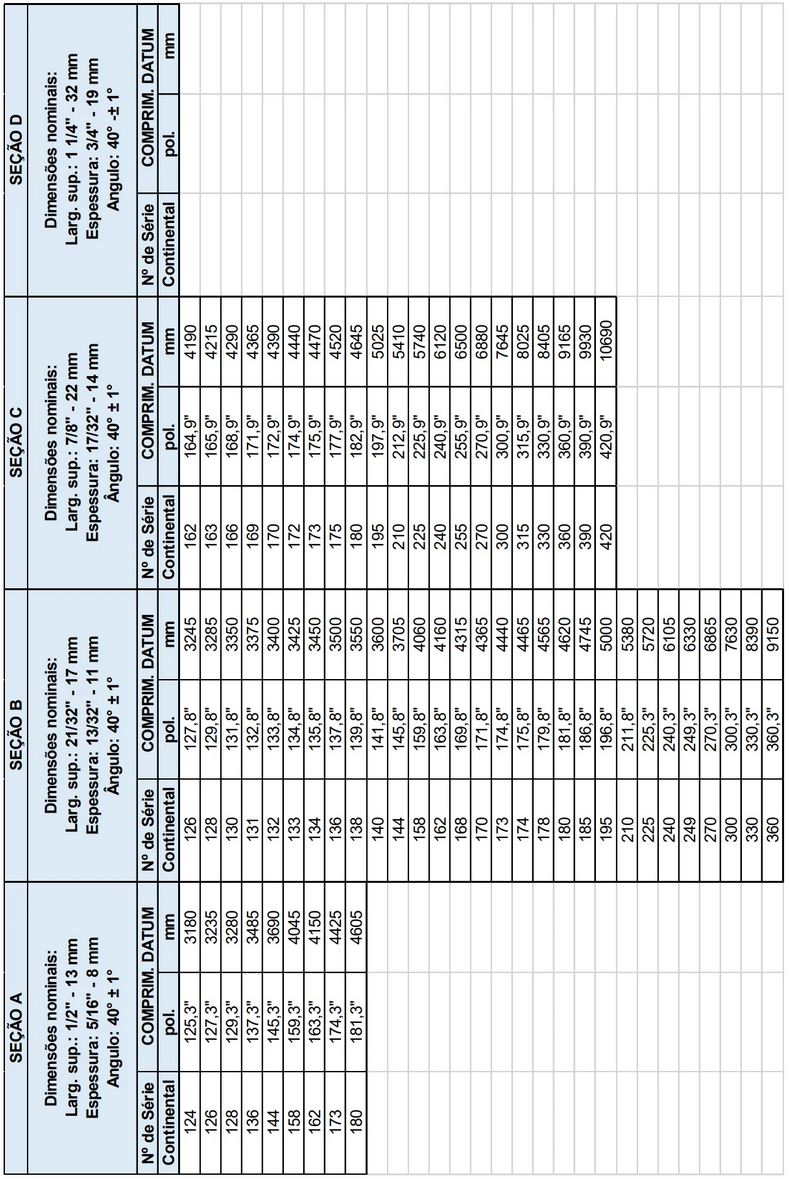 SEÇÃO A SEÇÃO B SEÇÃO C SEÇÃO D
Dimensões nominais: Dimensões nominais: Dimensões nominais: Dimensões nominais:
Larg. sup.: 1/2" - 13 mm Larg. sup.: 21/32" - 17 mm Larg. sup.: 7/8" - 22 mm Larg. sup.: 1 1/4" - 32 mm
Espessura: 5/16" - 8 mm Espessura: 13/32" - 11 mm Espessura: 17/32" - 14 mm Espessura: 3/4" - 19 mm
Angulo: 40° ± 1° Ângulo: 40° ± 1° Ângulo: 40° ± 1° Angulo: 40° -± 1°
Nº de Série COMPRIM. DATUM Nº de Série COMPRIM. DATUM Nº de Série COMPRIM. DATUM Nº de Série COMPRIM. DATUM
Continental pol. mm Continental pol. mm Continental pol. mm Continental pol. mm
124 125,3" 3180 126 127,8" 3245 162 164,9" 4190
126 127,3" 3235 128 129,8" 3285 163 165,9" 4215
128 129,3" 3280 130 131,8" 3350 166 168,9" 4290
136 137,3" 3485 131 132,8" 3375 169 171,9" 4365
144 145,3" 3690 132 133,8" 3400 170 172,9" 4390
158 159,3" 4045 133 134,8" 3425 172 174,9" 4440
162 163,3" 4150 134 135,8" 3450 173 175,9" 4470
173 174,3" 4425 136 137,8" 3500 175 177,9" 4520
180 181,3" 4605 138 139,8" 3550 180 182,9" 4645
140 141,8" 3600 195 197,9" 5025
144 145,8" 3705 210 212,9" 5410
158 159,8" 4060 225 225,9" 5740
162 163,8" 4160 240 240,9" 6120
168 169,8" 4315 255 255,9" 6500
170 171,8" 4365 270 270,9" 6880
173 174,8" 4440 300 300,9" 7645
174 175,8" 4465 315 315,9" 8025
178 179,8" 4565 330 330,9" 8405
180 181,8" 4620 360 360,9" 9165
185 186,8" 4745 390 390,9" 9930
195 196,8" 5000 420 420,9" 10690
210 211,8" 5380
225 225,3" 5720
240 240,3" 6105
249 249,3" 6330
270 270,3" 6865
300 300,3" 7630
330 330,3" 8390
360 360,3" 9150